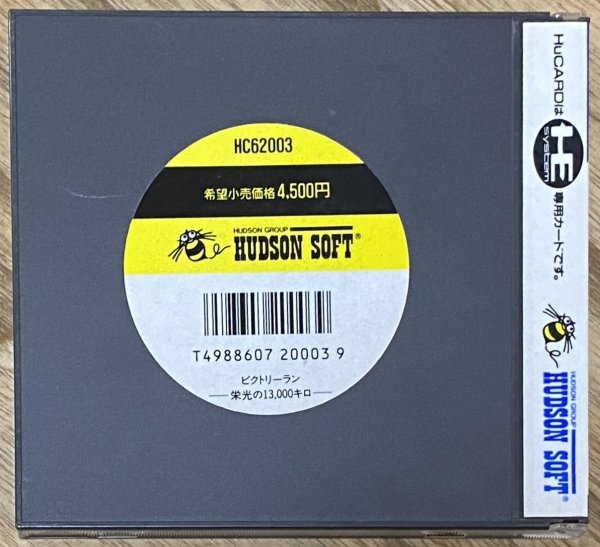 HC62003
希望小売価格4,500円
HUDSON GROUP
HUDSON SOFT®
T4988607 20003 9
ビクトリーラン
栄光の13,000キロ
HuCARDは HE SYSTEM 専用カードです。
HUDSON GROUP
HUDSON SOFT®